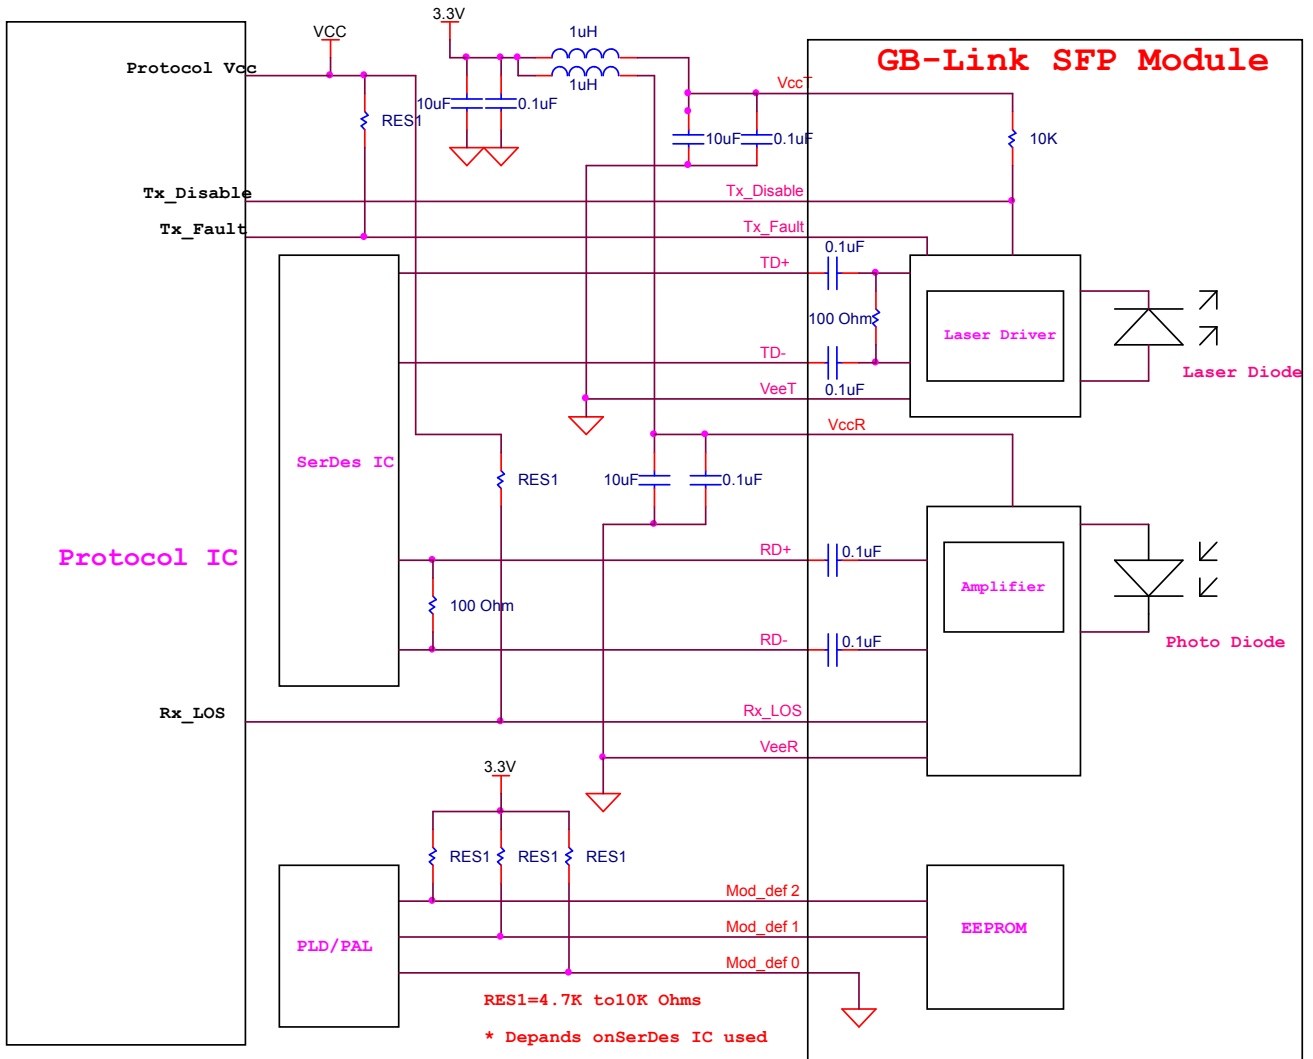 3.3V
VCC
1uH
GB-Link SFP Module
Protocol Vcc
1uH
VccT
10uF
0.1uF
RES1
10uF
0.1uF
10K
Tx_Disable
Tx_Disable
Tx_Fault
Tx_Fault
0.1uF
TD+
100 Ohm
Laser Driver
TD-
Laser Diode
VeeT
0.1uF
VccR
SerDes IC
RES1
10uF
0.1uF
Protocol IC
RD+
0.1uF
Amplifier
100 Ohm
RD-
0.1uF
Photo Diode
Rx_LOS
Rx_LOS
VeeR
3.3V
RES1
RES1
RES1
Mod_def 2
Mod_def 1
EEPROM
PLD/PAL
Mod_def 0
RES1=4.7K to10K Ohms
* Depands onSerDes IC used